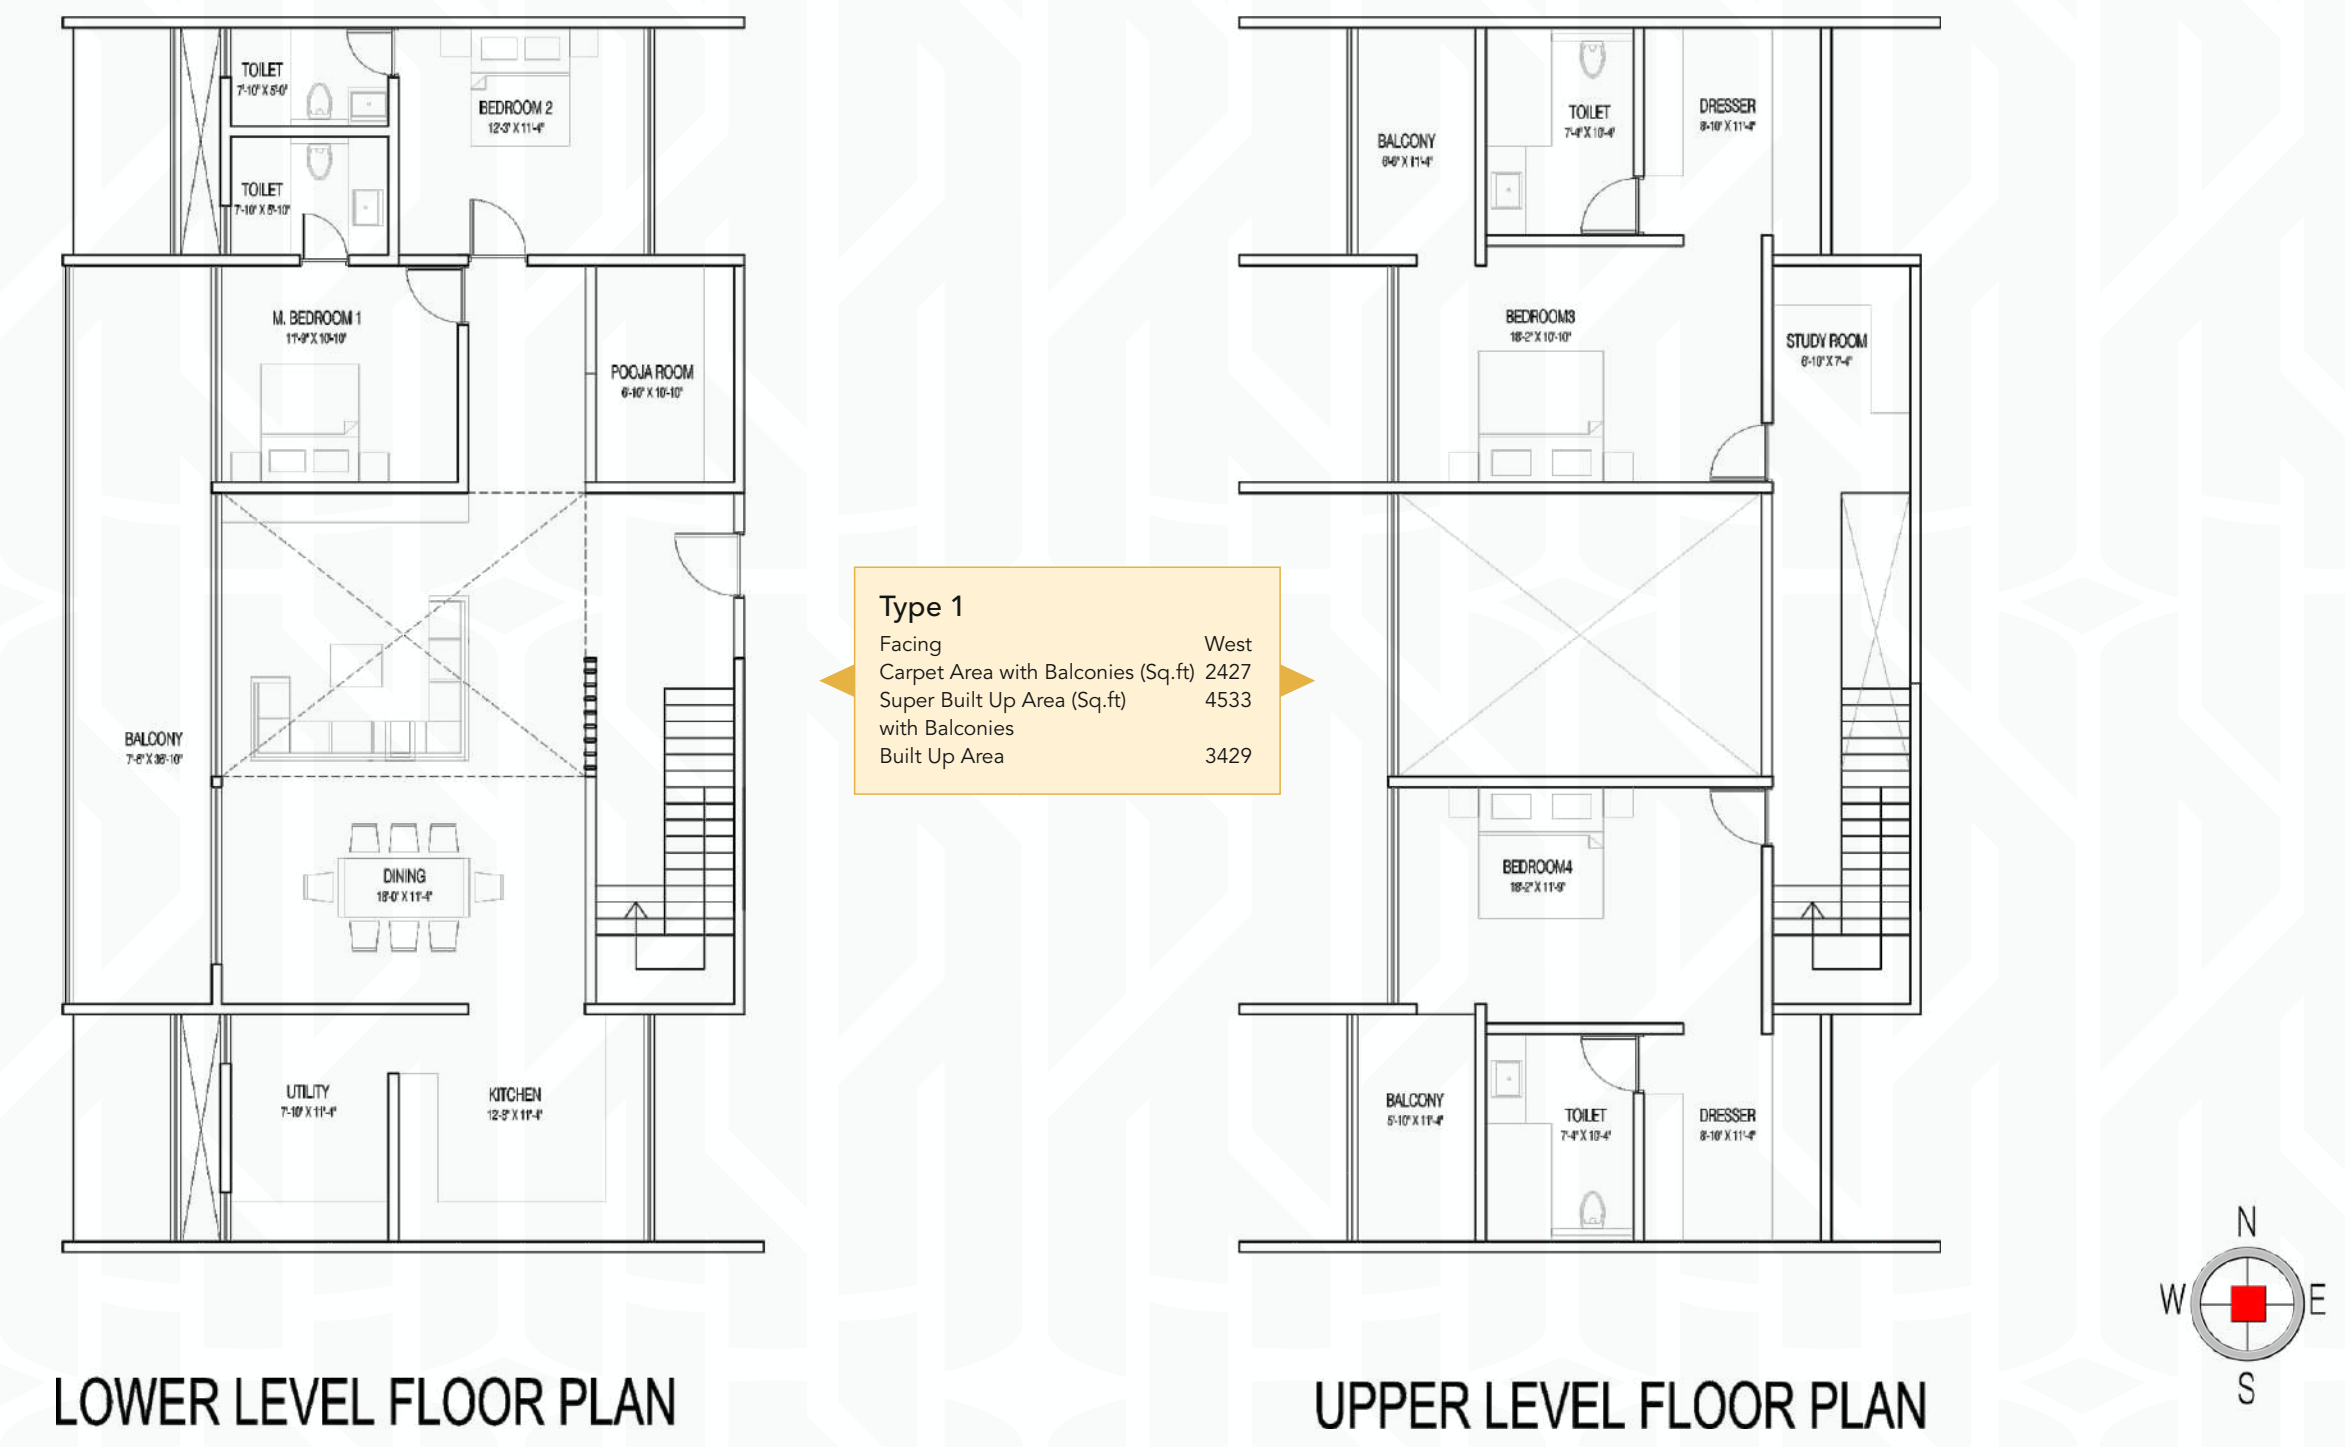 TOILET
7'-10" X 5'-0"
BEDROOM 2
12'-3" X 11'-4"
TOILET
7'-10" X 5'-10"
M. BEDROOM 1
11'-9" X 10'-10"
POOJA ROOM
6'-10" X 10'-10"
BALCONY
7'-6" X 36'-10"
DINING
18'-0" X 11'-4"
UTILITY
7'-10" X 11'-4"
KITCHEN
X 11'-4"
LOWER LEVEL FLOOR PLAN
Type 1
Facing West
Carpet Area with Balconies (Sq.ft) 2427
Super Built Up Area (Sq.ft) 4533
with Balconies
Built Up Area 3429
TOILET
7'-4" X 10'-4"
DRESSER
8'-10" X 11'-4"
BALCONY
X 11'-4"
BEDROOM3
18'-2" X 10'-10"
STUDY ROOM
6'-10" X 7'-4"
BEDROOM4
18'-2" X 11'-9"
BALCONY
5'-10" X 11'-4"
TOILET
7'-4" X 10'-4"
DRESSER
8'-10" X 11'-4"
UPPER LEVEL FLOOR PLAN
N
W E
S